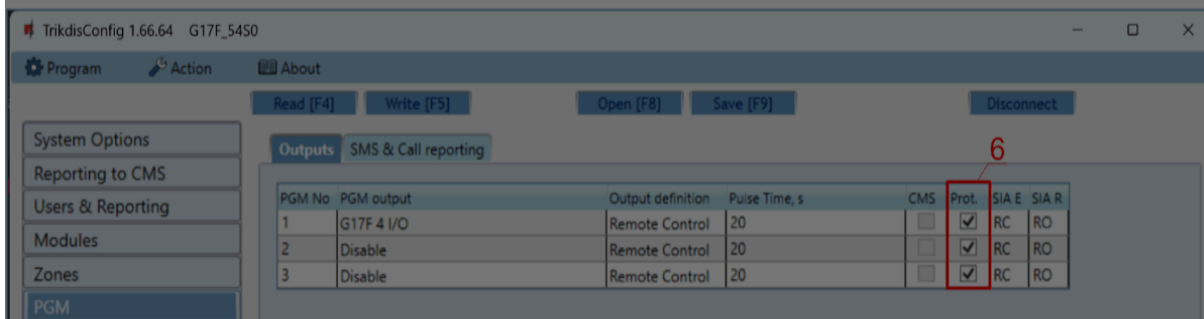 TrikdisConfig 1.66.64 G17F_54S0
Program Action About
Read [F4] Write [F5] Open [F8] Save [F9] Disconnect
System Options
Reporting to CMS
Users & Reporting
Modules
Zones
PGM
Outputs SMS & Call reporting
6
PGM No PGM output Output definition Pulse Time, s CMS Prot. SIA E SIA R
1 G17F 4 I/O Remote Control 20 RC RO
2 Disable Remote Control 20 RC RO
3 Disable Remote Control 20 RC RO